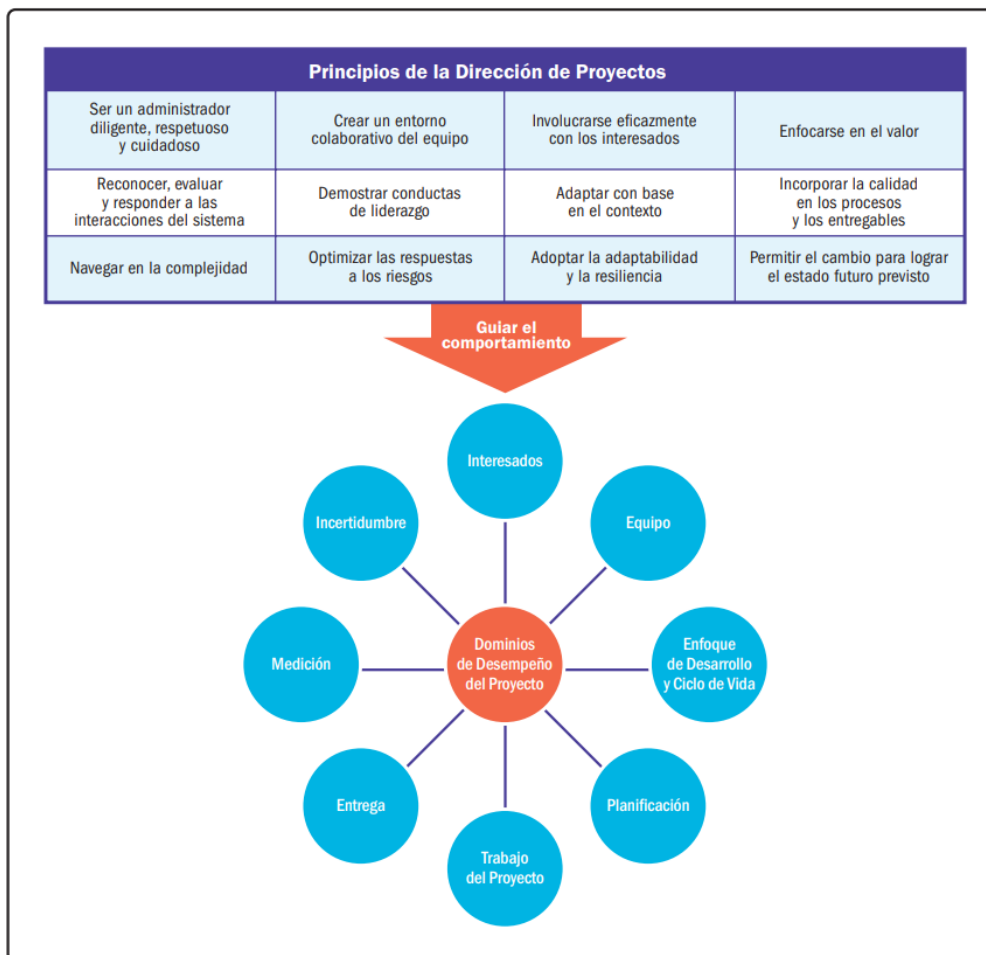 Principios de la Dirección de Proyectos
Ser un administrador
diligente, respetuoso
y cuidadoso
Crear un entorno
colaborativo del equipo
Involucrarse eficazmente
con los interesados
Enfocarse en el valor
Reconocer, evaluar
y responder a las
interacciones del sistema
Demostrar conductas
de liderazgo
Adaptar con base
en el contexto
Incorporar la calidad
en los procesos
y los entregables
Navegar en la complejidad
Optimizar las respuestas
a los riesgos
Adoptar la adaptabilidad
y la resiliencia
Permitir el cambio para lograr
el estado futuro previsto
Guiar el
comportamiento
Interesados
Incertidumbre
Equipo
Medición
Dominios
de Desempeño
del Proyecto
Enfoque
de Desarrollo
y Ciclo de Vida
Entrega
Planificación
Trabajo
del Proyecto